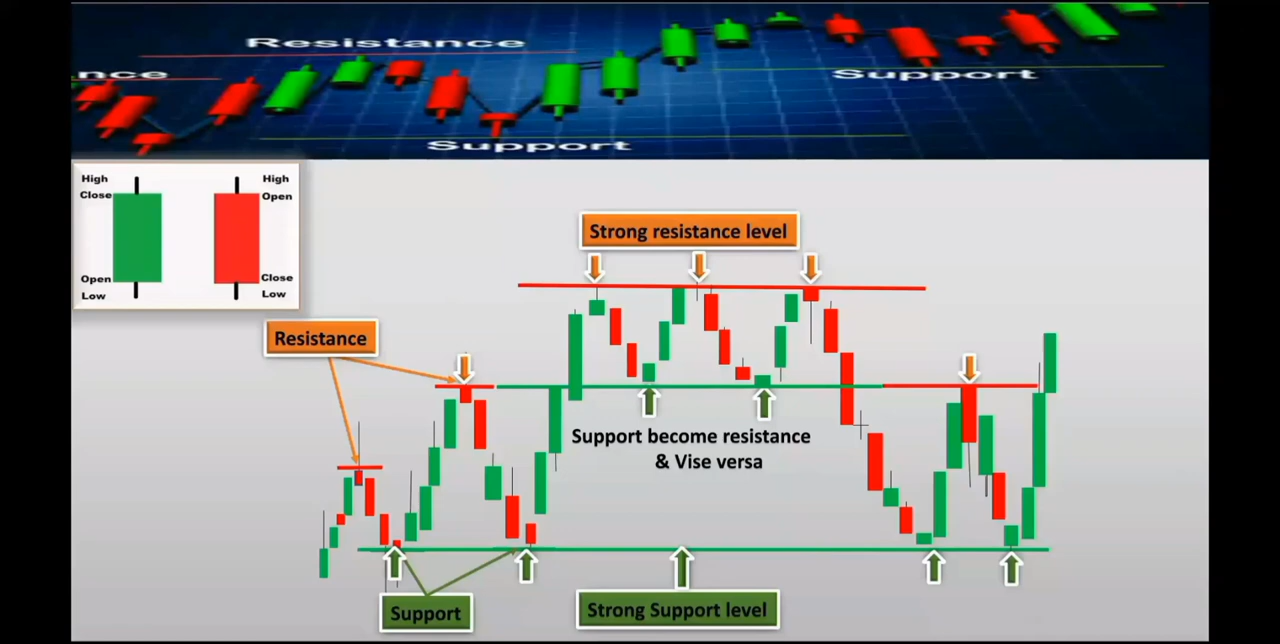 Resistance
nce
Support
Support
High
Close
Open
Low
High
Open
Close
Low
Strong resistance level
Resistance
Support become resistance
& Vise versa
Support
Strong Support level